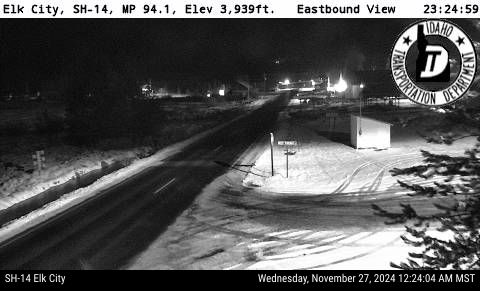 Elk City, SH-14, MP 94.1, Elev 3,939ft. Eastbound View 23:24:59
IDAHO
TRANSPORTATION DEPARTMENT
SH-14 Elk City Wednesday, November 27, 2024 12:24:04 AM MST